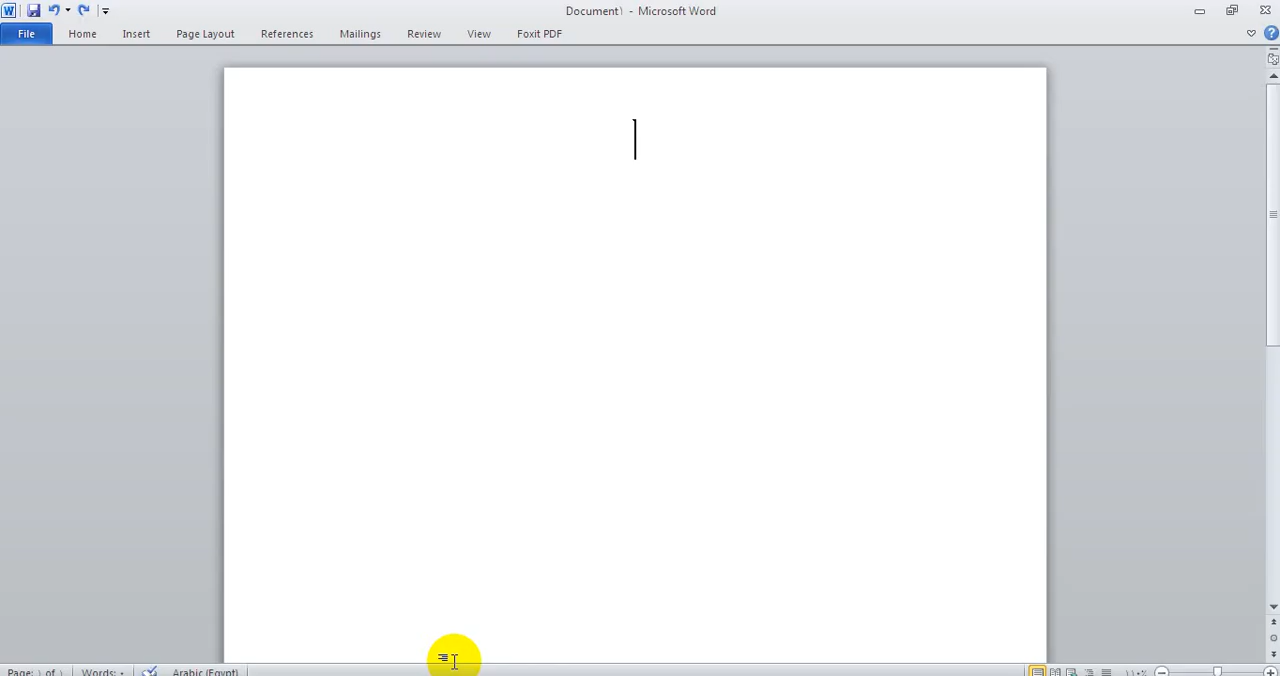 Document١ - Microsoft Word
File Home Insert Page Layout References Mailings Review View Foxit PDF
Page: ١ of ١ Words: ٠ Arabic (Egypt) ١١٠%